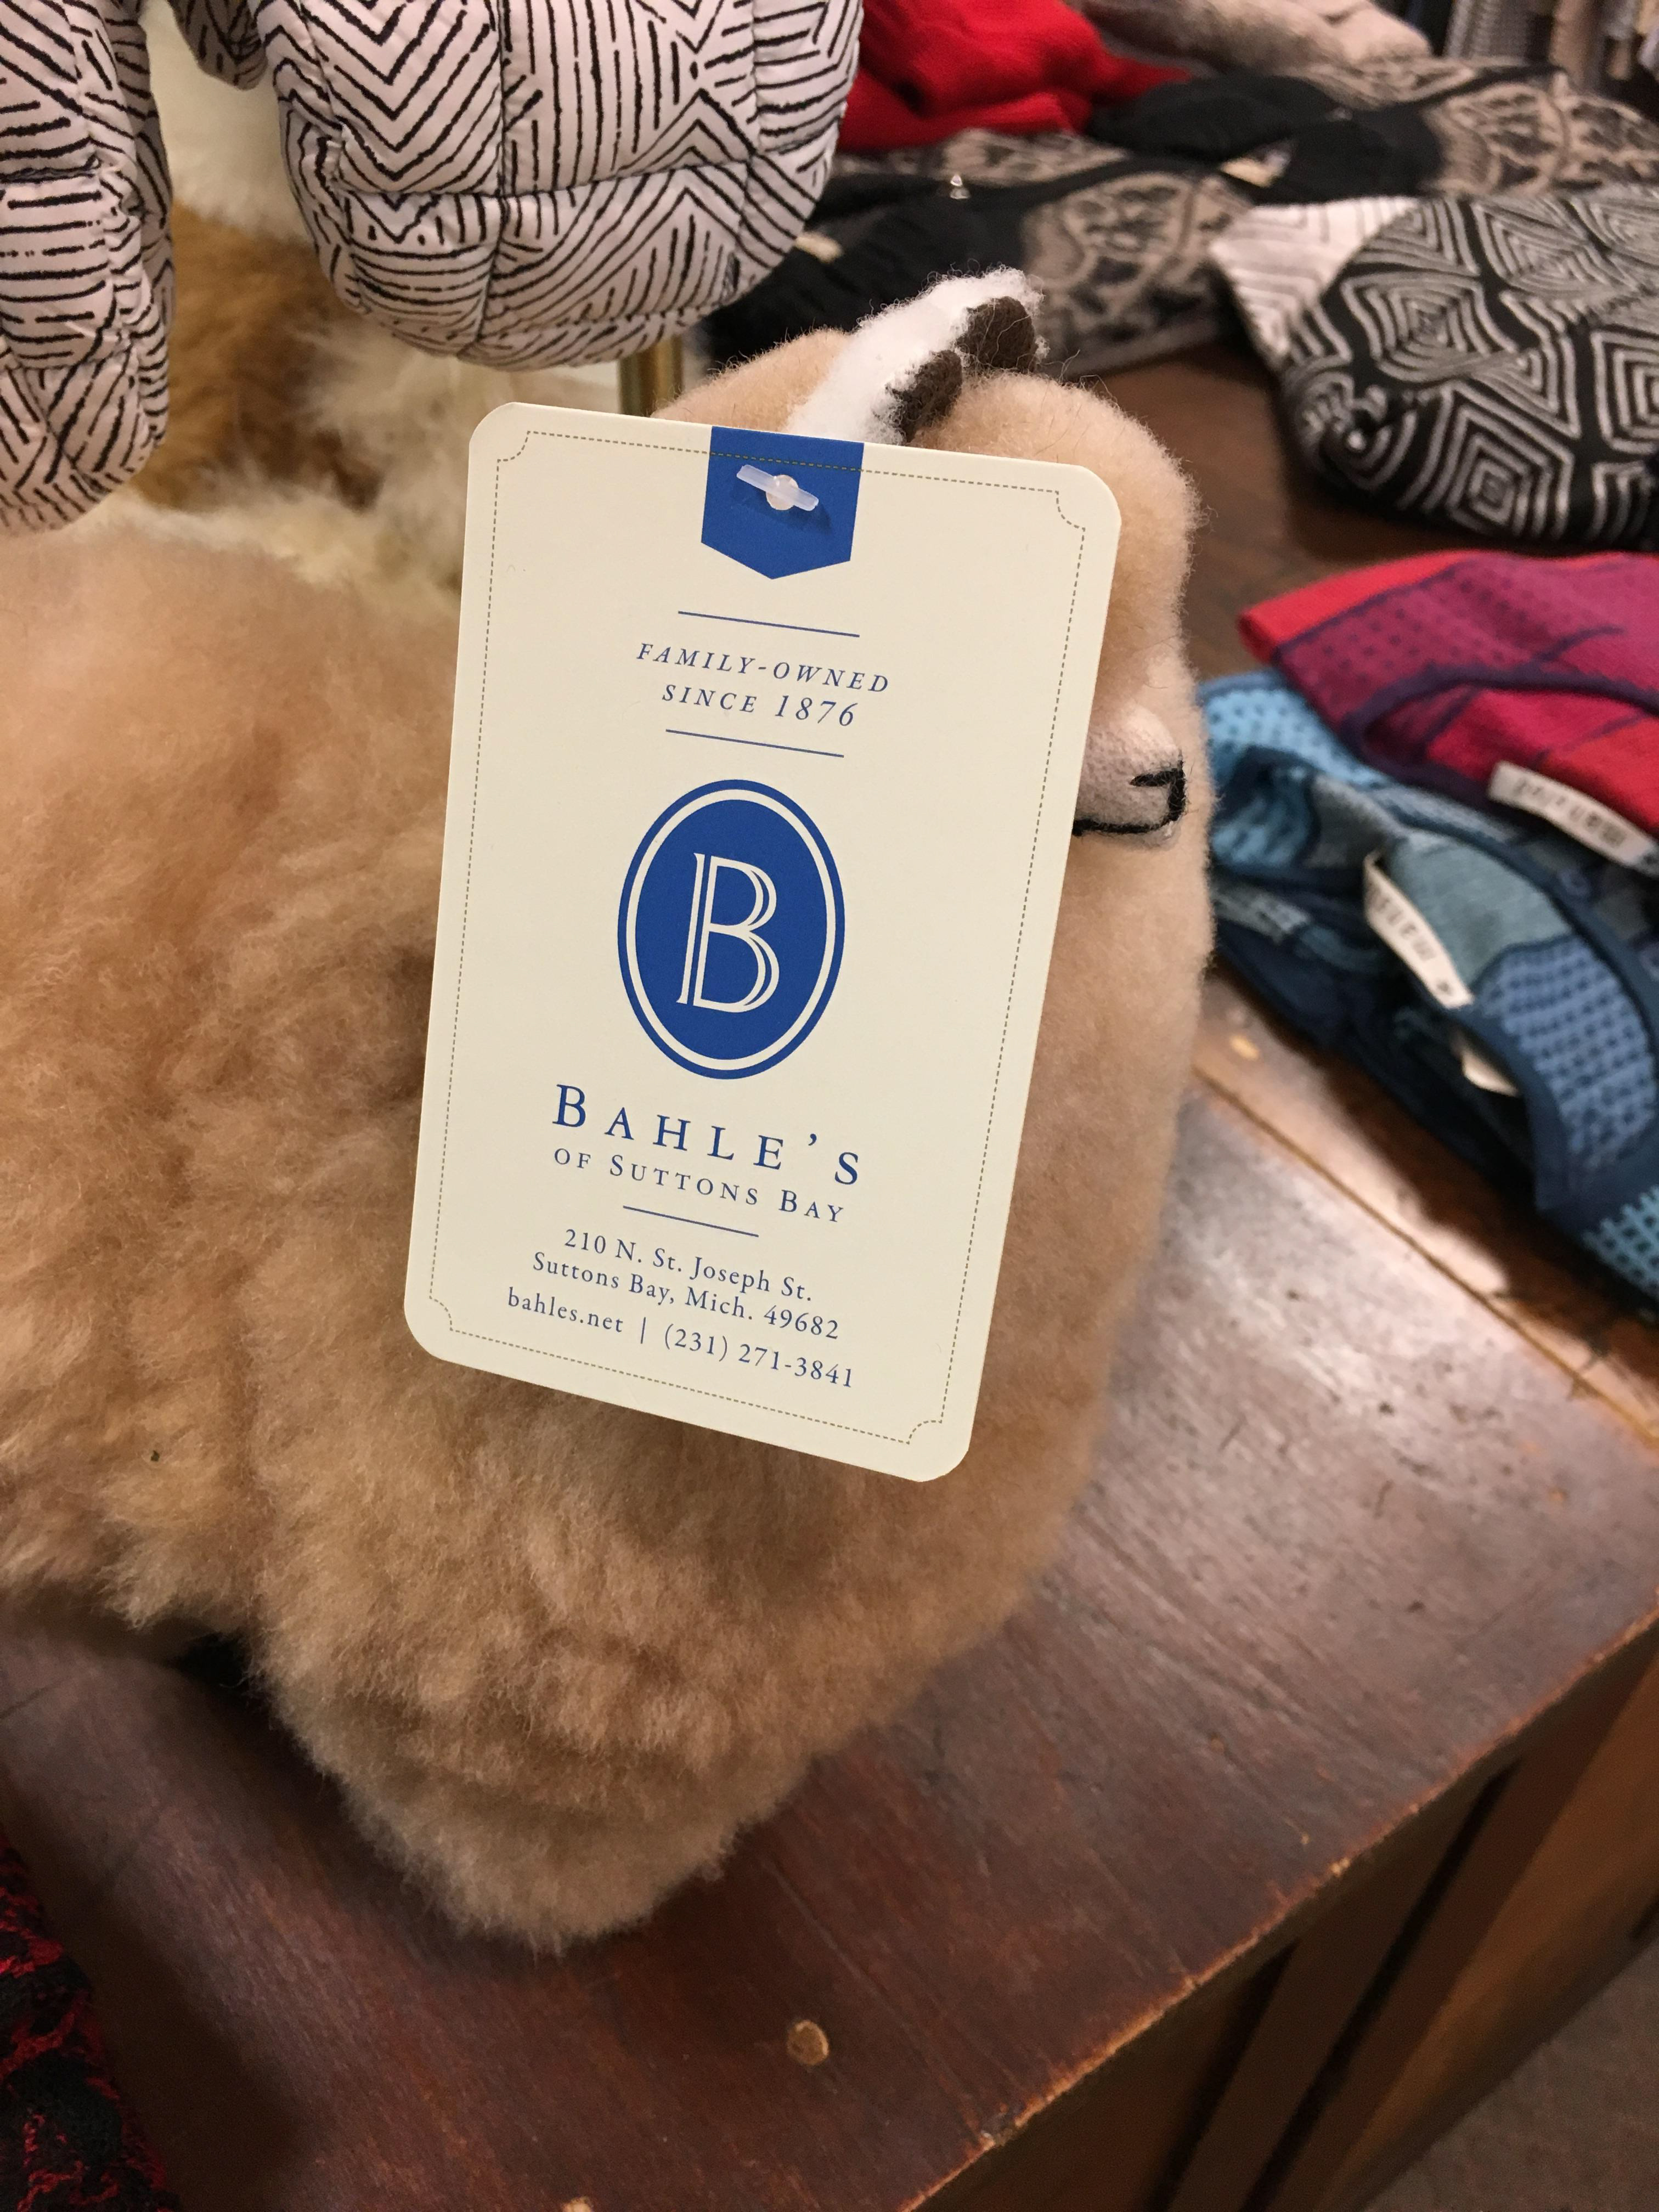 FAMILY-OWNED
SINCE 1876
B
BAHLE'S
OF SUTTONS BAY
210 N. St. Joseph St.
Suttons Bay, Mich. 49682
bahles.net | (231) 271-3841